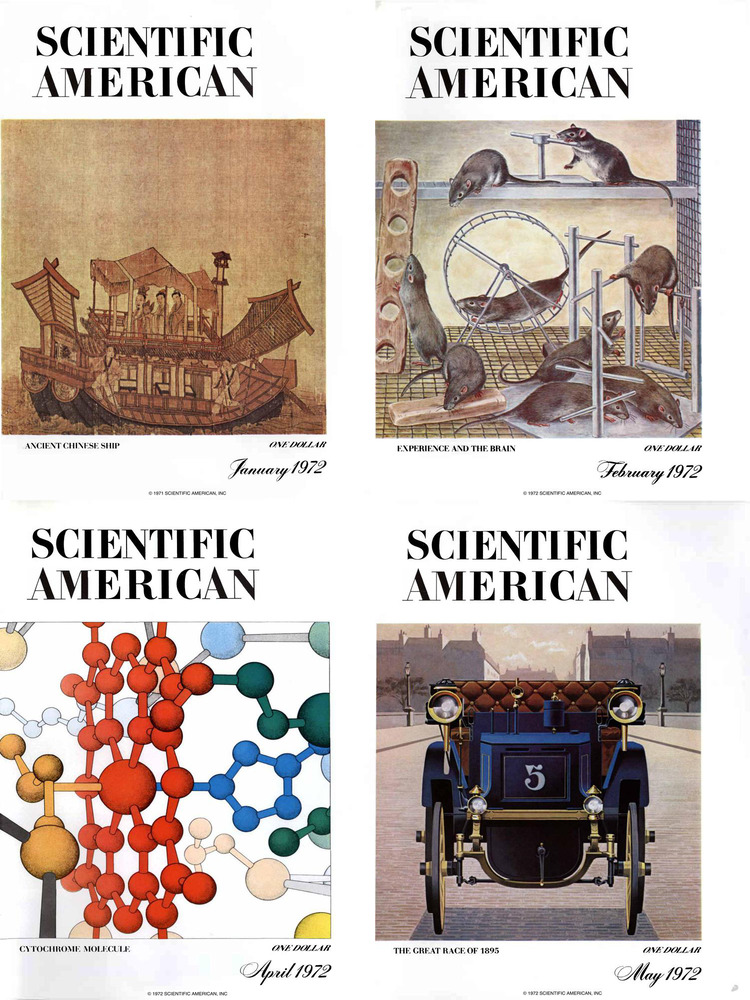 SCIENTIFIC
AMERICAN
ANCIENT CHINESE SHIP
ONE DOLLAR
January 1972
© 1971 SCIENTIFIC AMERICAN, INC
SCIENTIFIC
AMERICAN
EXPERIENCE AND THE BRAIN
ONE DOLLAR
February 1972
© 1972 SCIENTIFIC AMERICAN, INC
SCIENTIFIC
AMERICAN
CYTOCHROME MOLECULE
ONE DOLLAR
April 1972
© 1972 SCIENTIFIC AMERICAN, INC
SCIENTIFIC
AMERICAN
5
THE GREAT RACE OF 1895
ONE DOLLAR
May 1972
© 1972 SCIENTIFIC AMERICAN, INC